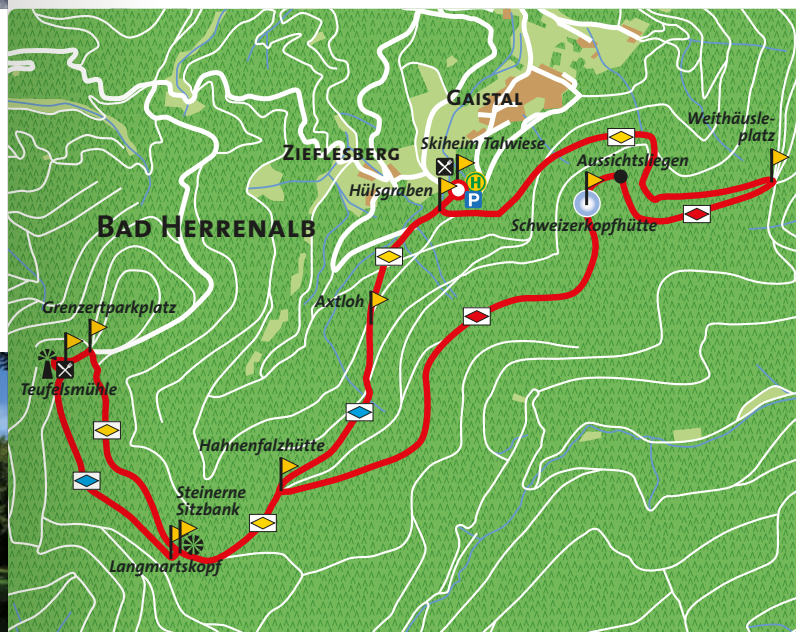 Gaistal
Weithäusle-
platz
Skiheim Talwiese
Zieflesberg
Aussichtsliegen
Hülsgraben
H
P
Schweizerkopfhütte
Bad Herrenalb
Axtloh
Grenzertparkplatz
Teufelsmühle
Hahnenfalzhütte
Steinerne
Sitzbank
Langmartskopf